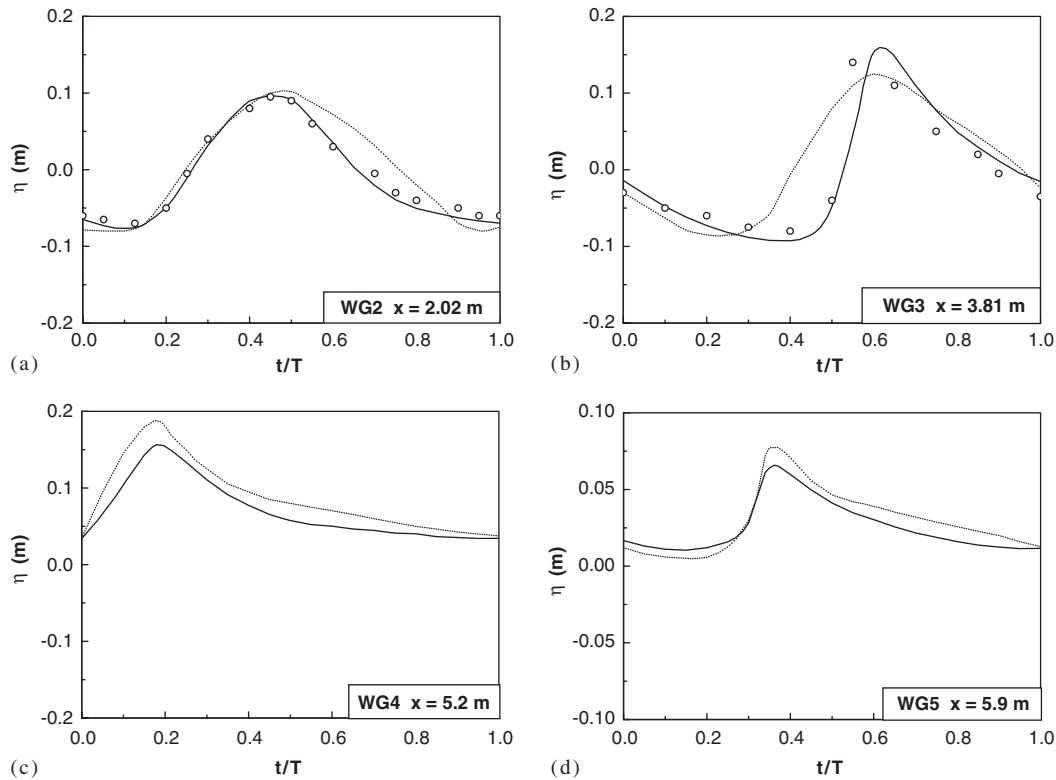 0.2
0.1
0.0
-0.1
-0.2
η (m)
WG2 x = 2.02 m
0.0 0.2 0.4 0.6 0.8 1.0
(a)
t/T
0.2
0.1
0.0
-0.1
-0.2
η (m)
WG3 x = 3.81 m
0.0 0.2 0.4 0.6 0.8 1.0
(b)
t/T
0.2
0.1
0.0
-0.1
-0.2
η (m)
WG4 x = 5.2 m
0.0 0.2 0.4 0.6 0.8 1.0
(c)
t/T
0.10
0.05
0.00
-0.05
-0.10
η (m)
WG5 x = 5.9 m
0.0 0.2 0.4 0.6 0.8 1.0
(d)
t/T